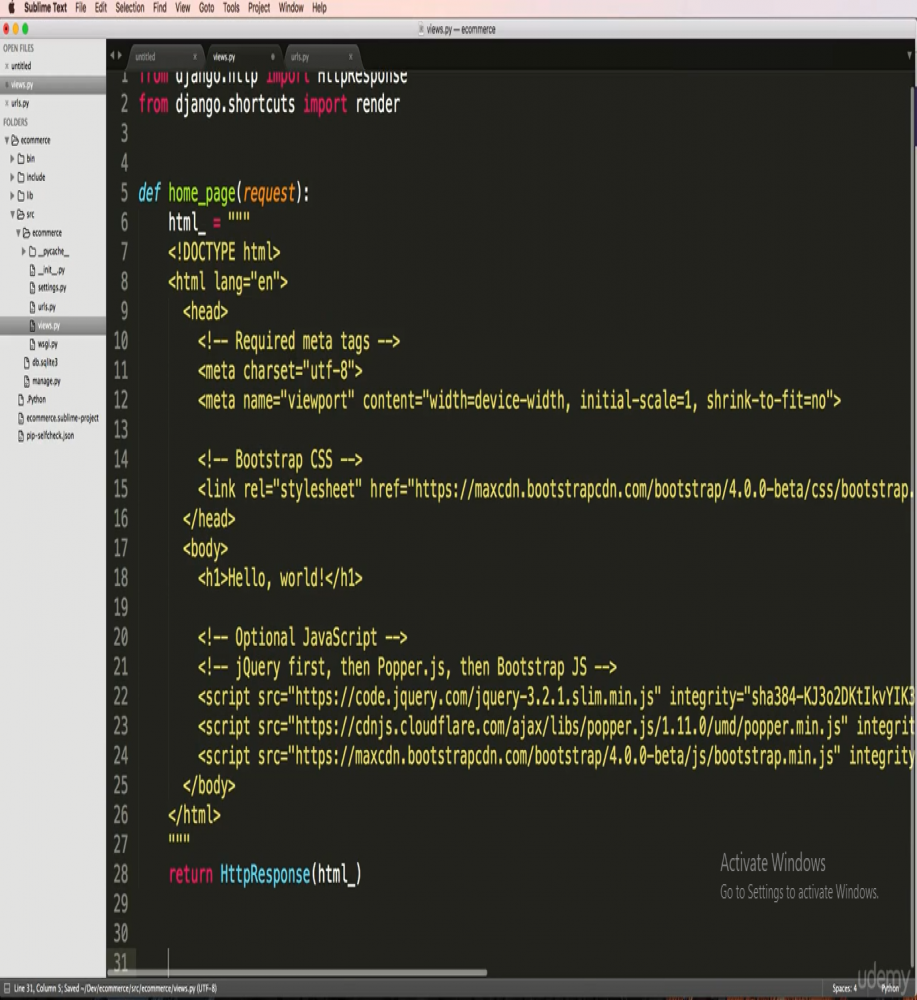 Sublime Text File Edit Selection Find View Goto Tools Project Window Help
views.py — ecommerce
OPEN FILES
untitled
views.py
urls.py
FOLDERS
ecommerce
bin
include
lib
src
ecommerce
__pycache__
__init__.py
settings.py
urls.py
views.py
wsgi.py
db.sqlite3
manage.py
.Python
ecommerce.sublime-project
pip-selfcheck.json
untitled x views.py urls.py x
1 from django.http import HttpResponse
2 from django.shortcuts import render
3
4
5 def home_page(request):
6 html_ = """
7 <!DOCTYPE html>
8 <html lang="en">
9 <head>
10 <!-- Required meta tags -->
11 <meta charset="utf-8">
12 <meta name="viewport" content="width=device-width, initial-scale=1, shrink-to-fit=no">
13
14 <!-- Bootstrap CSS -->
15 <link rel="stylesheet" href="https://maxcdn.bootstrapcdn.com/bootstrap/4.0.0-beta/css/bootstrap.
16 </head>
17 <body>
18 <h1>Hello, world!</h1>
19
20 <!-- Optional JavaScript -->
21 <!-- jQuery first, then Popper.js, then Bootstrap JS -->
22 <script src="https://code.jquery.com/jquery-3.2.1.slim.min.js" integrity="sha384-KJ3o2DKtIkvYIK3
23 <script src="https://cdnjs.cloudflare.com/ajax/libs/popper.js/1.11.0/umd/popper.min.js" integrit
24 <script src="https://maxcdn.bootstrapcdn.com/bootstrap/4.0.0-beta/js/bootstrap.min.js" integrity
25 </body>
26 </html>
27 """
28 return HttpResponse(html_)
29
30
31
Activate Windows
Go to Settings to activate Windows.
udemy
Line 31, Column 5; Saved ~/Dev/ecommerce/src/ecommerce/views.py (UTF-8) Spaces: 4 Python